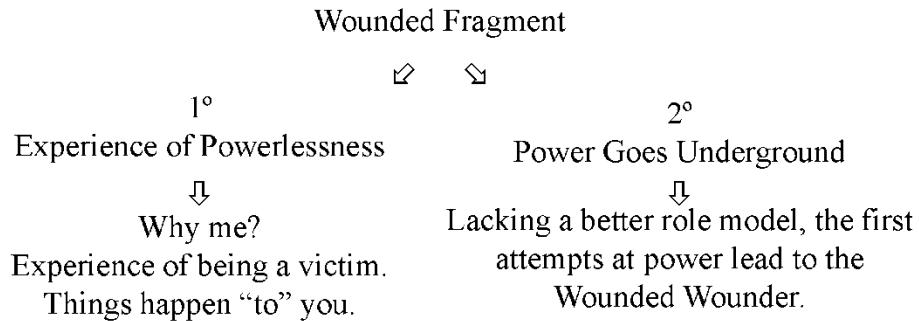 Wounded Fragment
1º
Experience of Powerlessness
Why me?
Experience of being a victim.
Things happen “to” you.
2º
Power Goes Underground
Lacking a better role model, the first
attempts at power lead to the
Wounded Wounder.